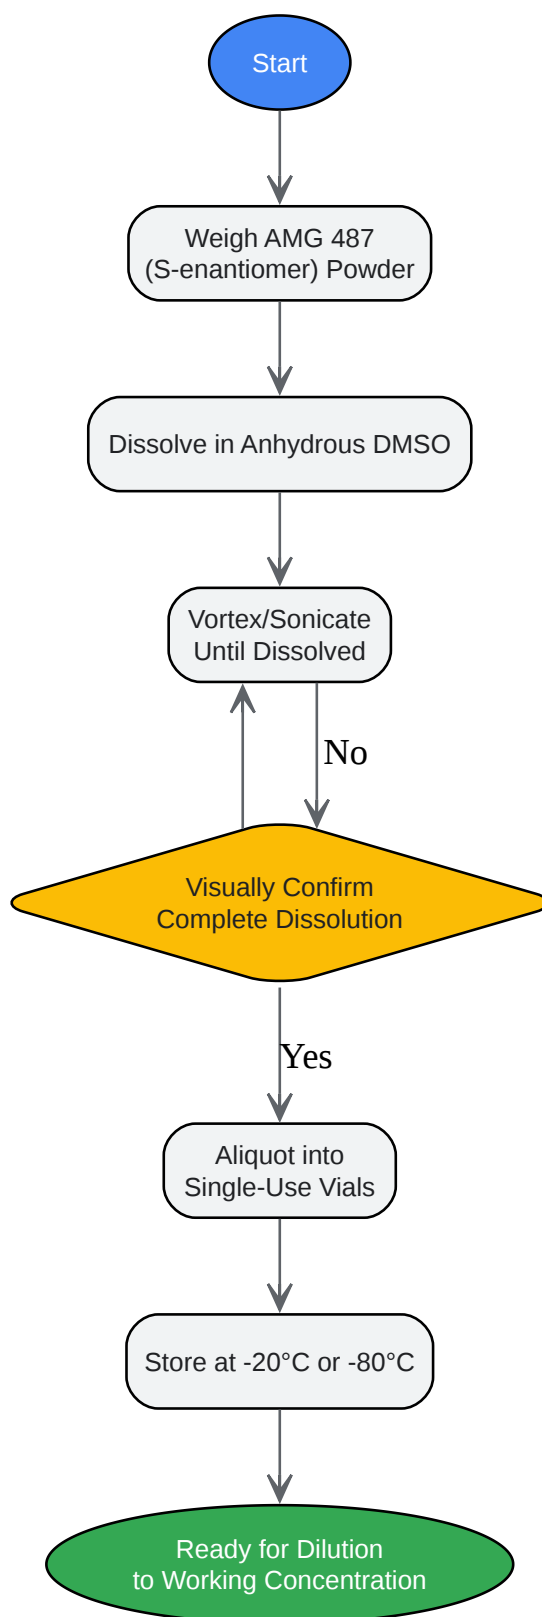 Start
Weigh AMG 487
(S-enantiomer) Powder
Dissolve in Anhydrous DMSO
Vortex/Sonicate
Until Dissolved
No
Visually Confirm
Complete Dissolution
Yes
Aliquot into
Single-Use Vials
Store at -20°C or -80°C
Ready for Dilution
to Working Concentration